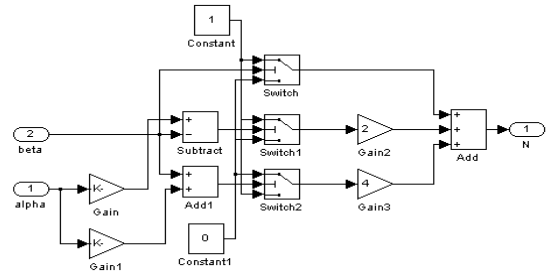 1
Constant
Switch
2
beta
+
−
Subtract
Switch1
2
Gain2
+
+
+
Add
1
N
1
alpha
K-
Gain
+
+
Add1
Switch2
4
Gain3
K-
Gain1
0
Constant1